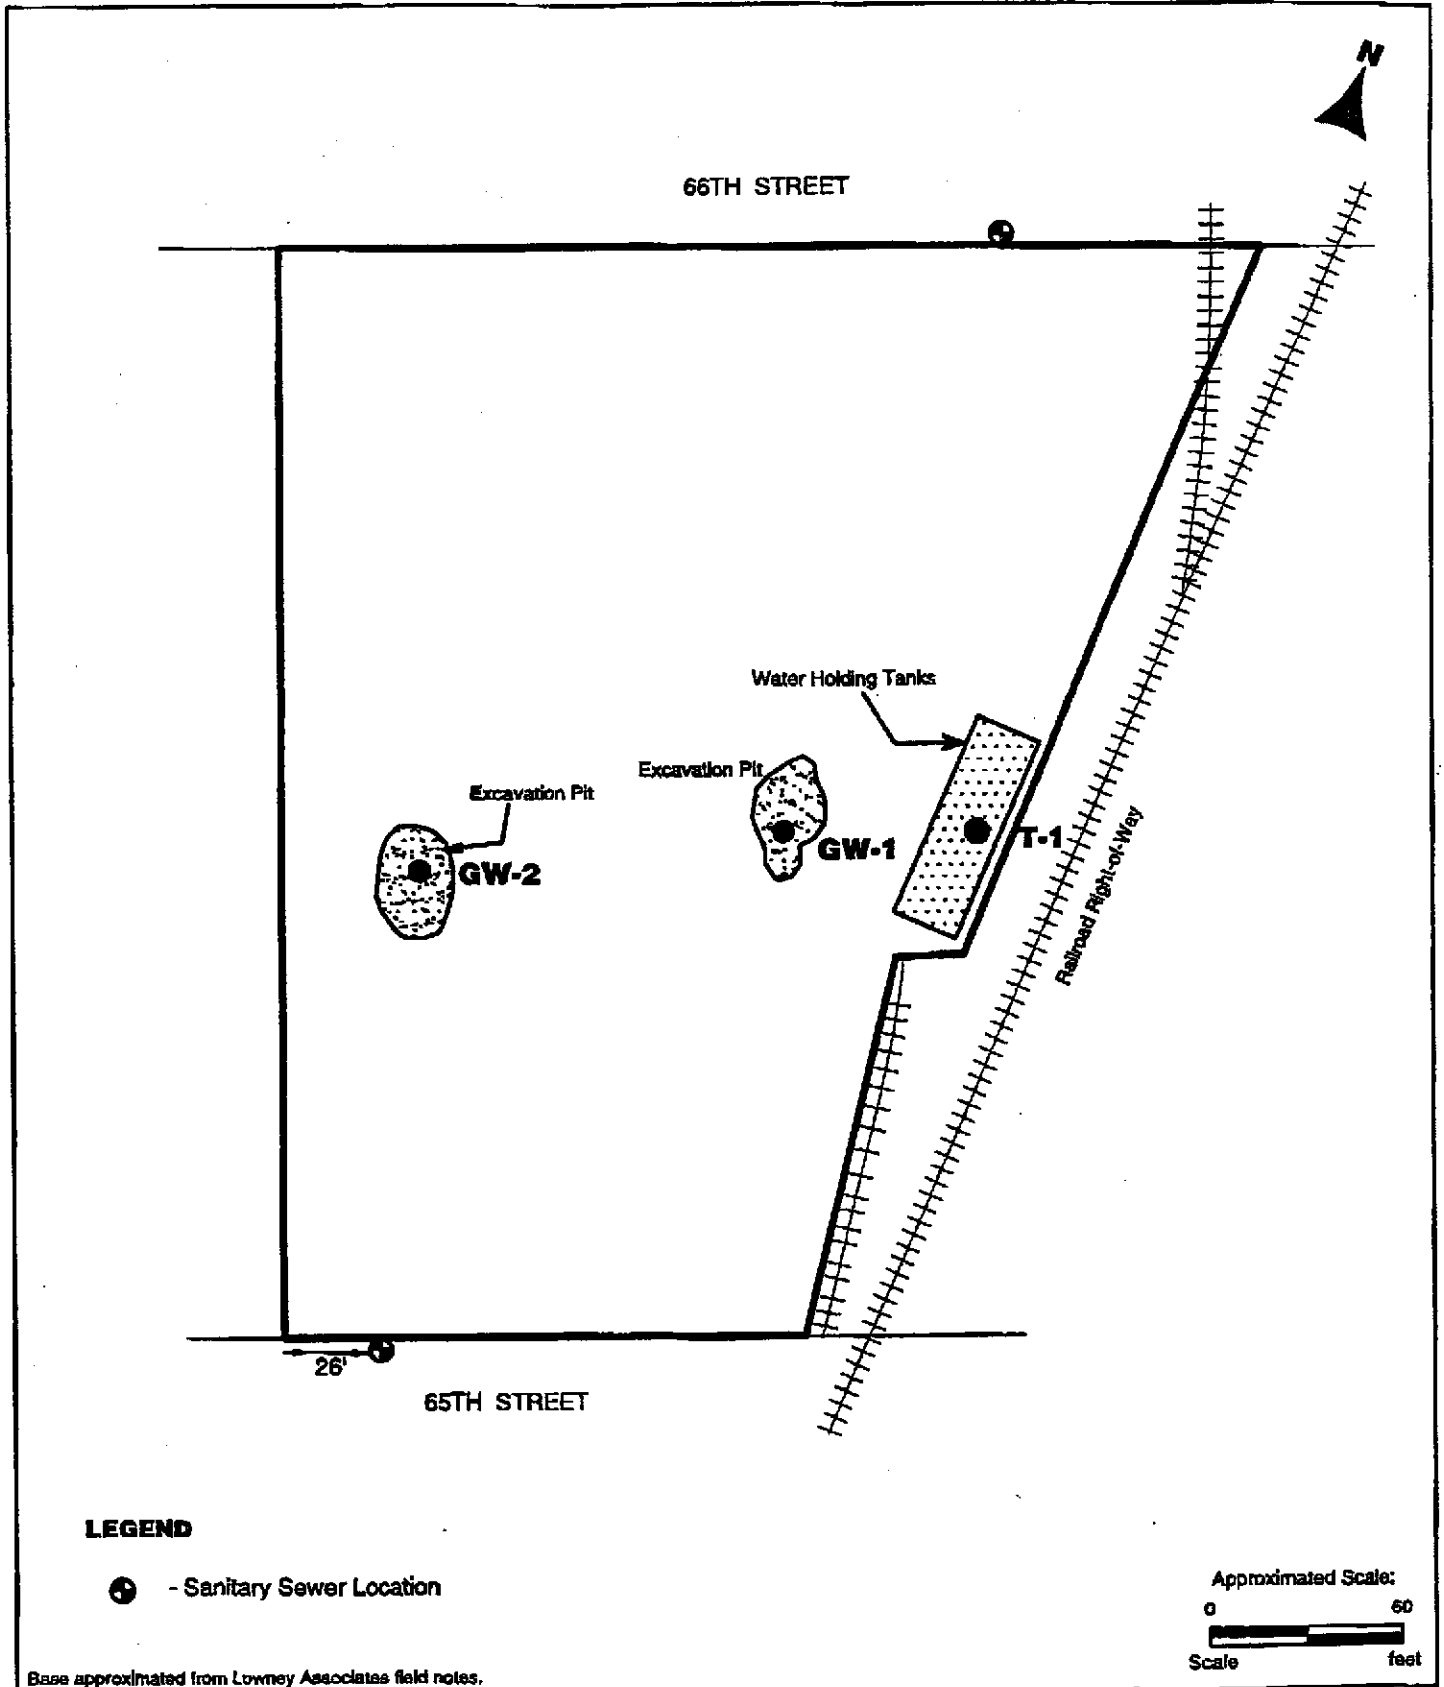 N
66TH STREET
Water Holding Tanks
Excavation Pit
Excavation Pit
GW-1
T-1
GW-2
Railroad Right-of-Way
26'
65TH STREET
LEGEND
- Sanitary Sewer Location
Approximated Scale:
0 60
Scale feet
Base approximated from Lowney Associates field notes.